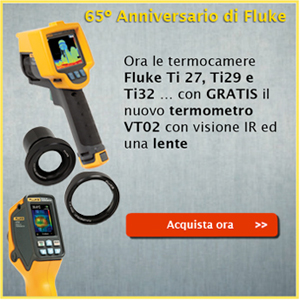 65° Anniversario di Fluke
Ora le termocamere
Fluke Ti 27, Ti29 e
Ti32 ... con GRATIS il
nuovo termometro
VT02 con visione IR ed
una lente
Acquista ora >>